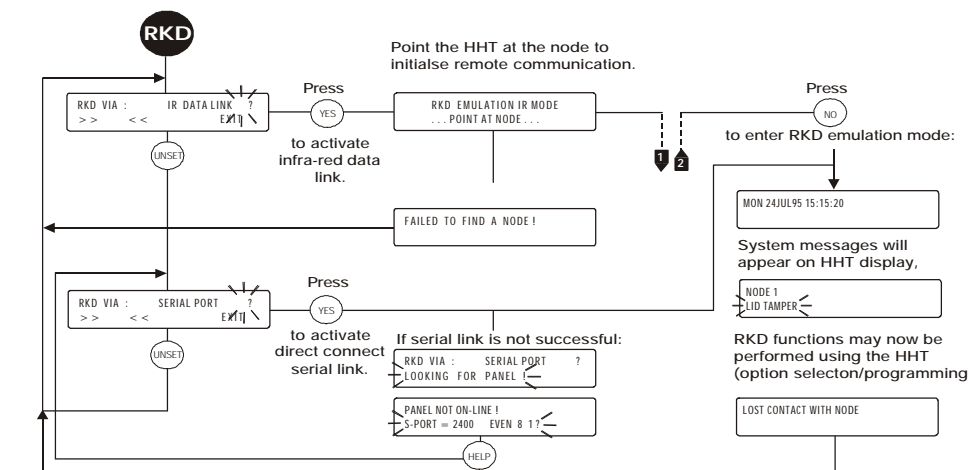 RKD
Point the HHT at the node to
initialse remote communication.
Press
Press
RKD VIA : IR DATA LINK ?
>> << EXIT
YES
RKD EMULATION IR MODE
. . . POINT AT NODE . . .
NO
to enter RKD emulation mode:
UNSET
to activate
infra-red data
link.
1
2
MON 24JUL95 15:15:20
FAILED TO FIND A NODE !
System messages will
appear on HHT display,
NODE 1
LID TAMPER
RKD VIA : SERIAL PORT ?
>> << EXIT
Press
YES
to activate
direct connect
serial link.
UNSET
If serial link is not successful:
RKD VIA : SERIAL PORT ?
LOOKING FOR PANEL !
PANEL NOT ON-LINE !
S-PORT = 2400 EVEN 8 1?
HELP
RKD functions may now be
performed using the HHT
(option selecton/programming
LOST CONTACT WITH NODE